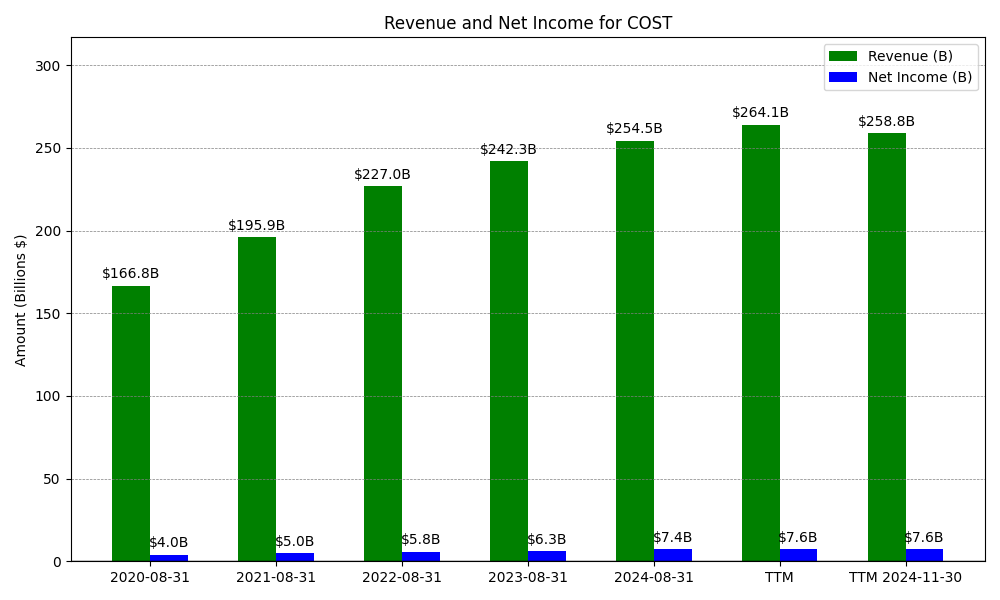 Revenue and Net Income for COST
Revenue (B)
Net Income (B)
Amount (Billions $)
300
250
200
150
100
50
0
$166.8B
$195.9B
$227.0B
$242.3B
$254.5B
$264.1B
$258.8B
$4.0B
$5.0B
$5.8B
$6.3B
$7.4B
$7.6B
$7.6B
2020-08-31
2021-08-31
2022-08-31
2023-08-31
2024-08-31
TTM
TTM 2024-11-30